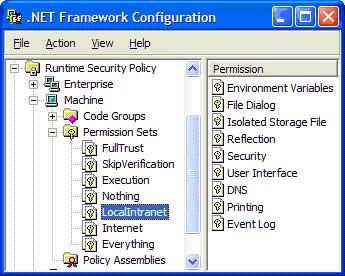 .NET Framework Configuration
File Action View Help
Runtime Security Policy
Enterprise
Machine
Code Groups
Permission Sets
FullTrust
SkipVerification
Execution
Nothing
LocalIntranet
Internet
Everything
Policy Assemblies
Permission
Environment Variables
File Dialog
Isolated Storage File
Reflection
Security
User Interface
DNS
Printing
Event Log